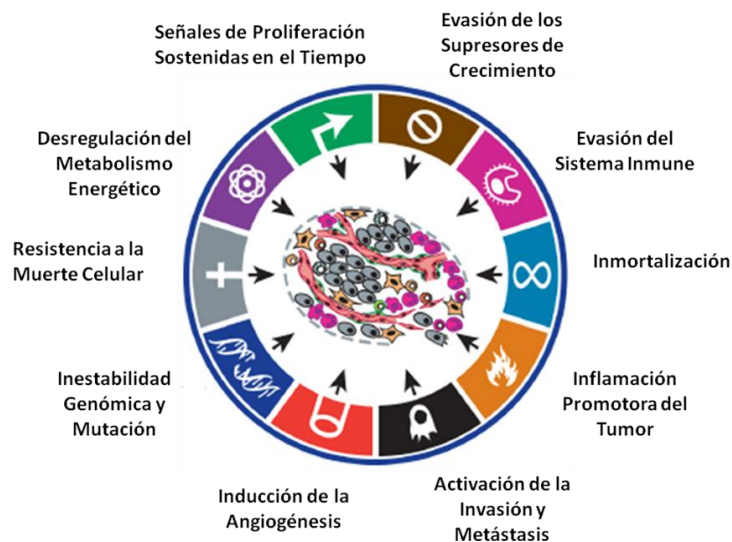 Señales de Proliferación
Sostenidas en el Tiempo
Evasión de los
Supresores de
Crecimiento
Desregulación del
Metabolismo
Energético
Evasión del
Sistema Inmune
Resistencia a la
Muerte Celular
Inmortalización
Inestabilidad
Genómica y
Mutación
Inflamación
Promotora del
Tumor
Inducción de la
Angiogénesis
Activación de la
Invasión y
Metástasis